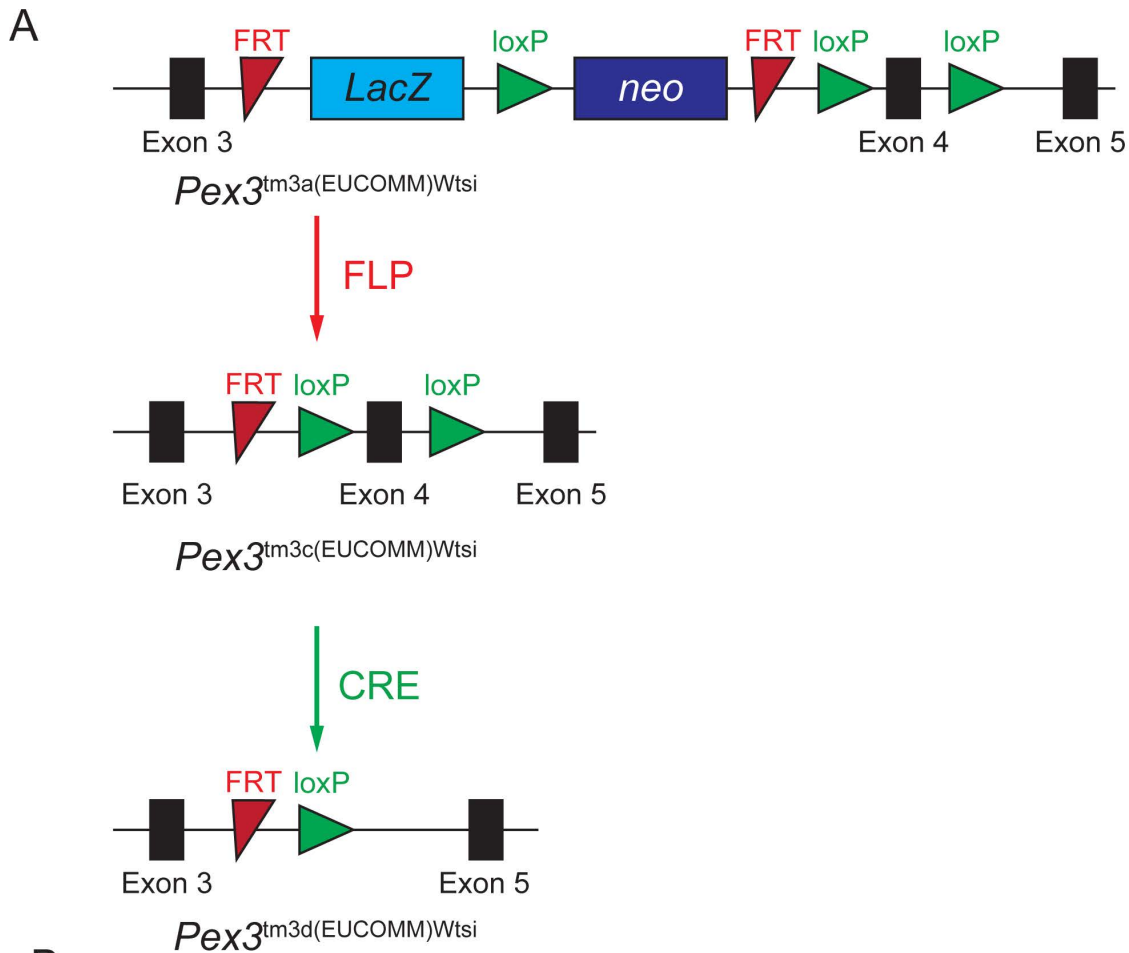 A
FRT loxP FRT loxP loxP
LacZ neo
Exon 3 Exon 4 Exon 5
Pex3tm3a(EUCOMM)Wtsi
FLP
FRT loxP loxP
Exon 3 Exon 4 Exon 5
Pex3tm3c(EUCOMM)Wtsi
CRE
FRT loxP
Exon 3 Exon 5
Pex3tm3d(EUCOMM)Wtsi